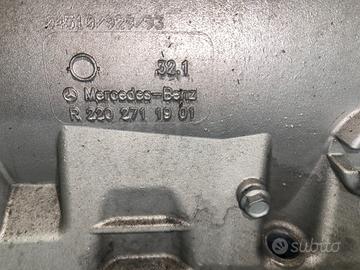 32.1
Mercedes-Benz
R 220 271 19 01
subito